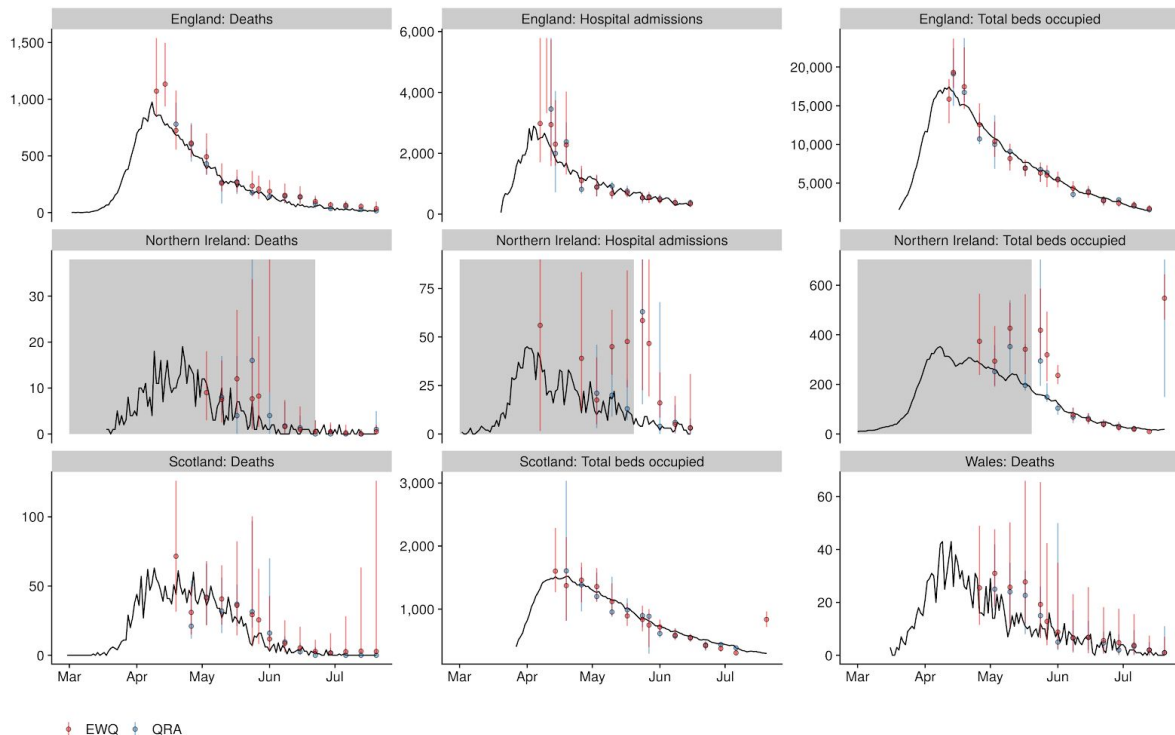 England: Deaths
England: Hospital admissions
England: Total beds occupied
1,500
1,000
500
0
6,000
4,000
2,000
0
20,000
15,000
10,000
5,000
Northern Ireland: Deaths
Northern Ireland: Hospital admissions
Northern Ireland: Total beds occupied
30
20
10
0
75
50
25
0
600
400
200
0
Scotland: Deaths
Scotland: Total beds occupied
Wales: Deaths
100
50
0
3,000
2,000
1,000
60
40
20
0
Mar Apr May Jun Jul
Mar Apr May Jun Jul
Mar Apr May Jun Jul
EWQ QRA